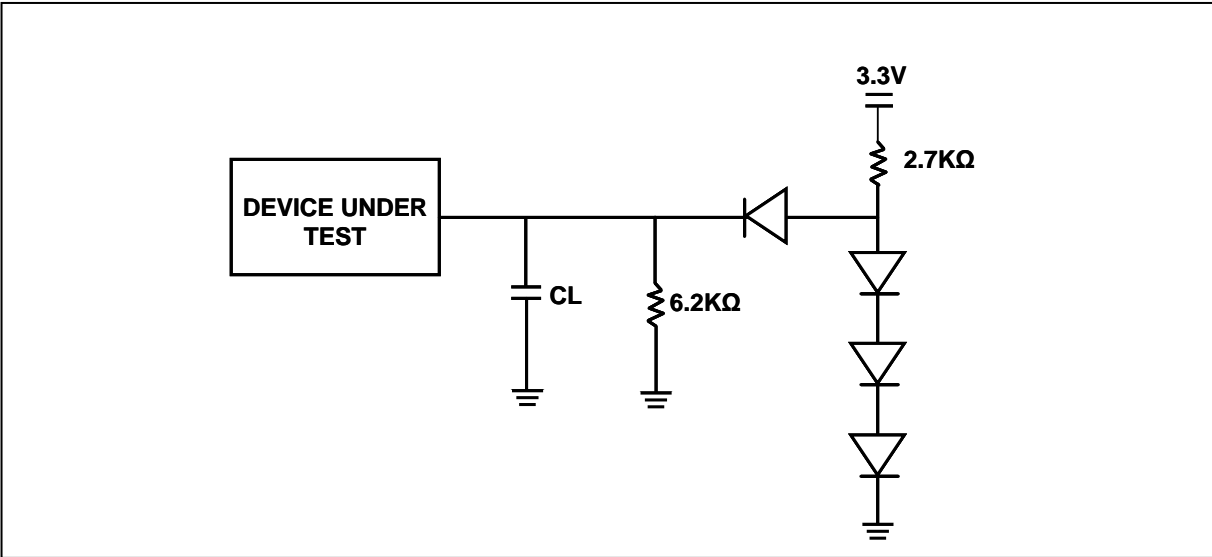 3.3V
2.7KΩ
DEVICE UNDER
TEST
CL
6.2KΩ